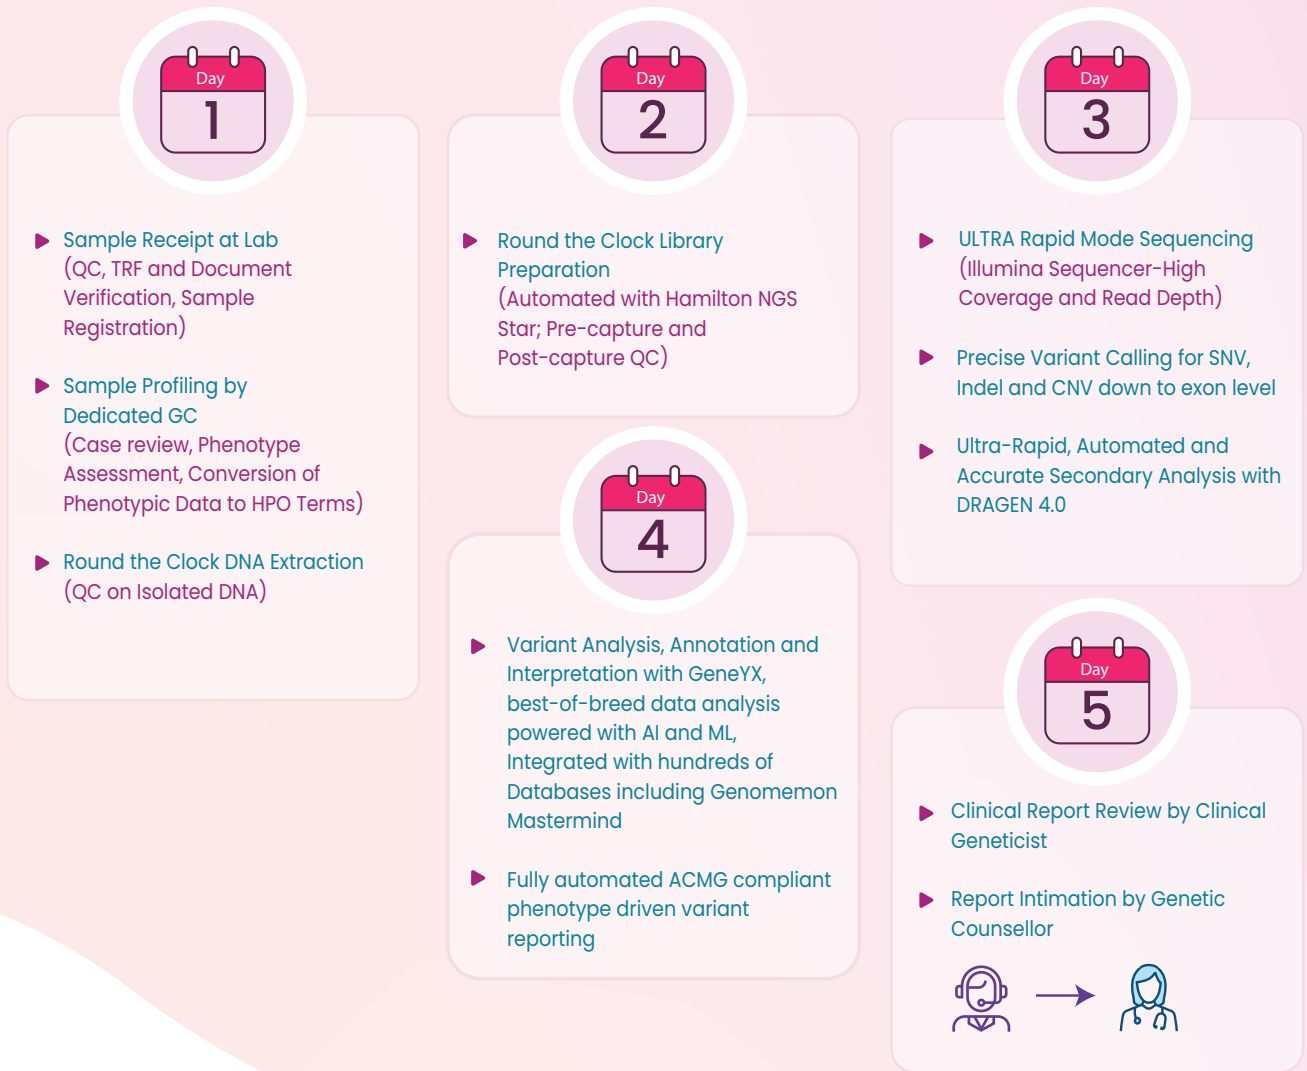 Day
1
Sample Receipt at Lab
(QC, TRF and Document
Verification, Sample
Registration)
Sample Profiling by
Dedicated GC
(Case review, Phenotype
Assessment, Conversion of
Phenotypic Data to HPO Terms)
Round the Clock DNA Extraction
(QC on Isolated DNA)
Day
2
Round the Clock Library
Preparation
(Automated with Hamilton NGS
Star; Pre-capture and
Post-capture QC)
Day
3
ULTRA Rapid Mode Sequencing
(Illumina Sequencer-High
Coverage and Read Depth)
Precise Variant Calling for SNV,
Indel and CNV down to exon level
Ultra-Rapid, Automated and
Accurate Secondary Analysis with
DRAGEN 4.0
Day
4
Variant Analysis, Annotation and
Interpretation with GeneYX,
best-of-breed data analysis
powered with AI and ML,
Integrated with hundreds of
Databases including Genomemon
Mastermind
Fully automated ACMG compliant
phenotype driven variant
reporting
Day
5
Clinical Report Review by Clinical
Geneticist
Report Intimation by Genetic
Counsellor